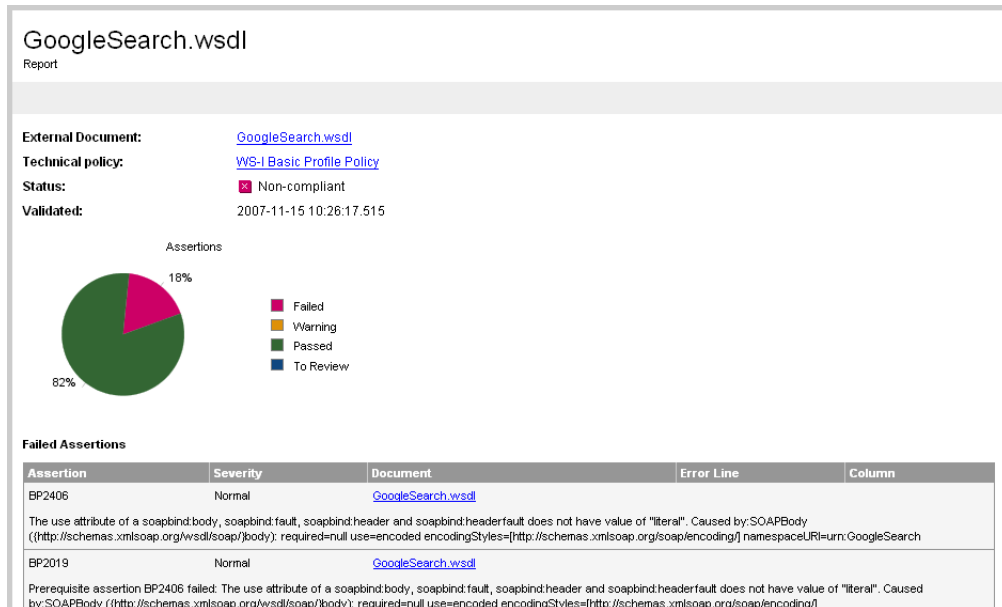 GoogleSearch.wsdl
Report
External Document: GoogleSearch.wsdl
Technical policy: WS-I Basic Profile Policy
Status: Non-compliant
Validated: 2007-11-15 10:26:17.515
Assertions
18%
Failed
Warning
Passed
To Review
82%
Failed Assertions
Assertion Severity Document Error Line Column
BP2406 Normal GoogleSearch.wsdl
The use attribute of a soapbind:body, soapbind:fault, soapbind:header and soapbind:headerfault does not have value of "literal". Caused by:SOAPBody
({http://schemas.xmlsoap.org/wsdl/soap/}body): required=null use=encoded encodingStyles=[http://schemas.xmlsoap.org/soap/encoding/] namespaceURI=urn:GoogleSearch
BP2019 Normal GoogleSearch.wsdl
Prerequisite assertion BP2406 failed: The use attribute of a soapbind:body, soapbind:fault, soapbind:header and soapbind:headerfault does not have value of "literal". Caused
by:SOAPBody ({http://schemas.xmlsoap.org/wsdl/soap/}body): required=null use=encoded encodingStyles=[http://schemas.xmlsoap.org/soap/encoding/]